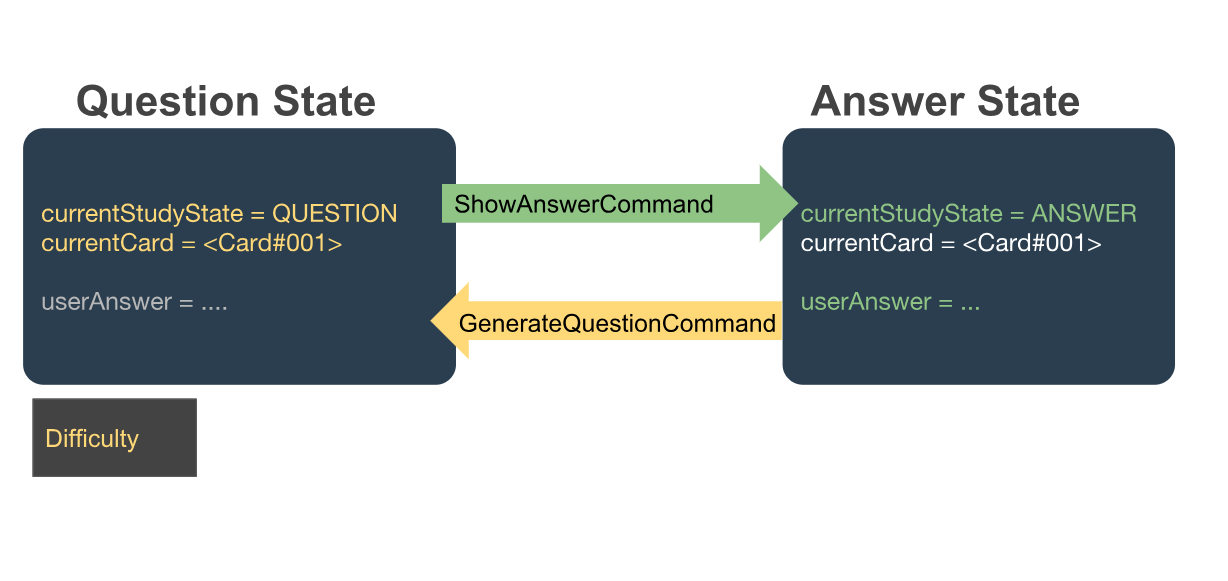 Question State
Answer State
currentStudyState = QUESTION
currentCard = <Card#001>
userAnswer = ....
ShowAnswerCommand
GenerateQuestionCommand
currentStudyState = ANSWER
currentCard = <Card#001>
userAnswer = ...
Difficulty